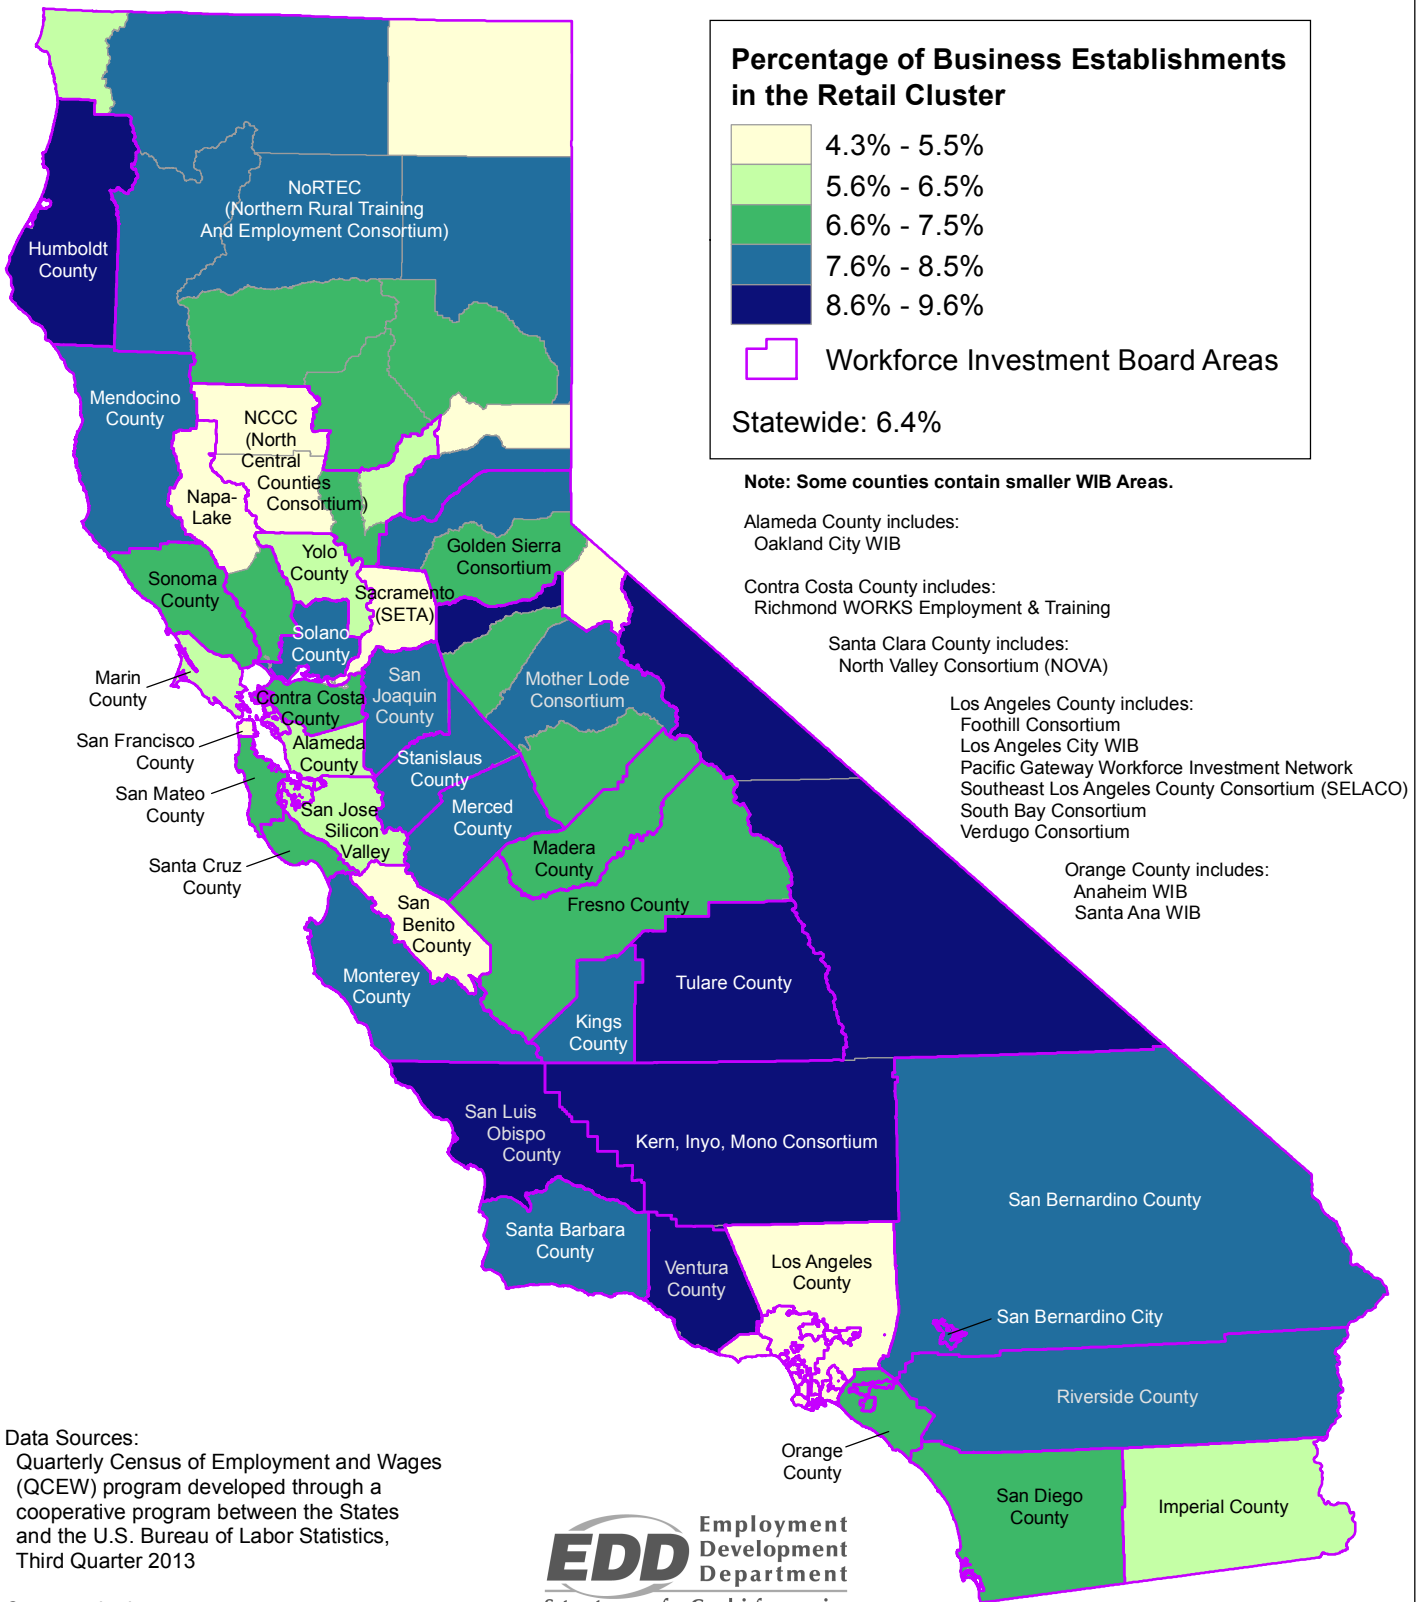 Percentage of Business Establishments
in the Retail Cluster
4.3% - 5.5%
5.6% - 6.5%
6.6% - 7.5%
7.6% - 8.5%
8.6% - 9.6%
Workforce Investment Board Areas
Statewide: 6.4%
Note: Some counties contain smaller WIB Areas.
Alameda County includes:
Oakland City WIB
Contra Costa County includes:
Richmond WORKS Employment & Training
Santa Clara County includes:
North Valley Consortium (NOVA)
Los Angeles County includes:
Foothill Consortium
Los Angeles City WIB
Pacific Gateway Workforce Investment Network
Southeast Los Angeles County Consortium (SELACO)
South Bay Consortium
Verdugo Consortium
Orange County includes:
Anaheim WIB
Santa Ana WIB
NoRTEC
(Northern Rural Training
And Employment Consortium)
Humboldt
County
Mendocino
County
NCCC
(North
Central
Counties
Consortium)
Napa-
Lake
Yolo
County
Golden Sierra
Consortium
Sonoma
County
Sacramento
(SETA)
Solano
County
Marin
County
Contra Costa
County
San
Joaquin
County
Mother Lode
Consortium
San Francisco
County
Alameda
County
Stanislaus
County
San Mateo
County
San Jose
Silicon
Valley
Merced
County
Santa Cruz
County
Madera
County
San
Benito
County
Fresno County
Monterey
County
Tulare County
Kings
County
San Luis
Obispo
County
Kern, Inyo, Mono Consortium
San Bernardino County
Santa Barbara
County
Ventura
County
Los Angeles
County
San Bernardino City
Riverside County
Orange
County
San Diego
County
Imperial County
Data Sources:
Quarterly Census of Employment and Wages
(QCEW) program developed through a
cooperative program between the States
and the U.S. Bureau of Labor Statistics,
Third Quarter 2013
EDD
Employment
Development
Department